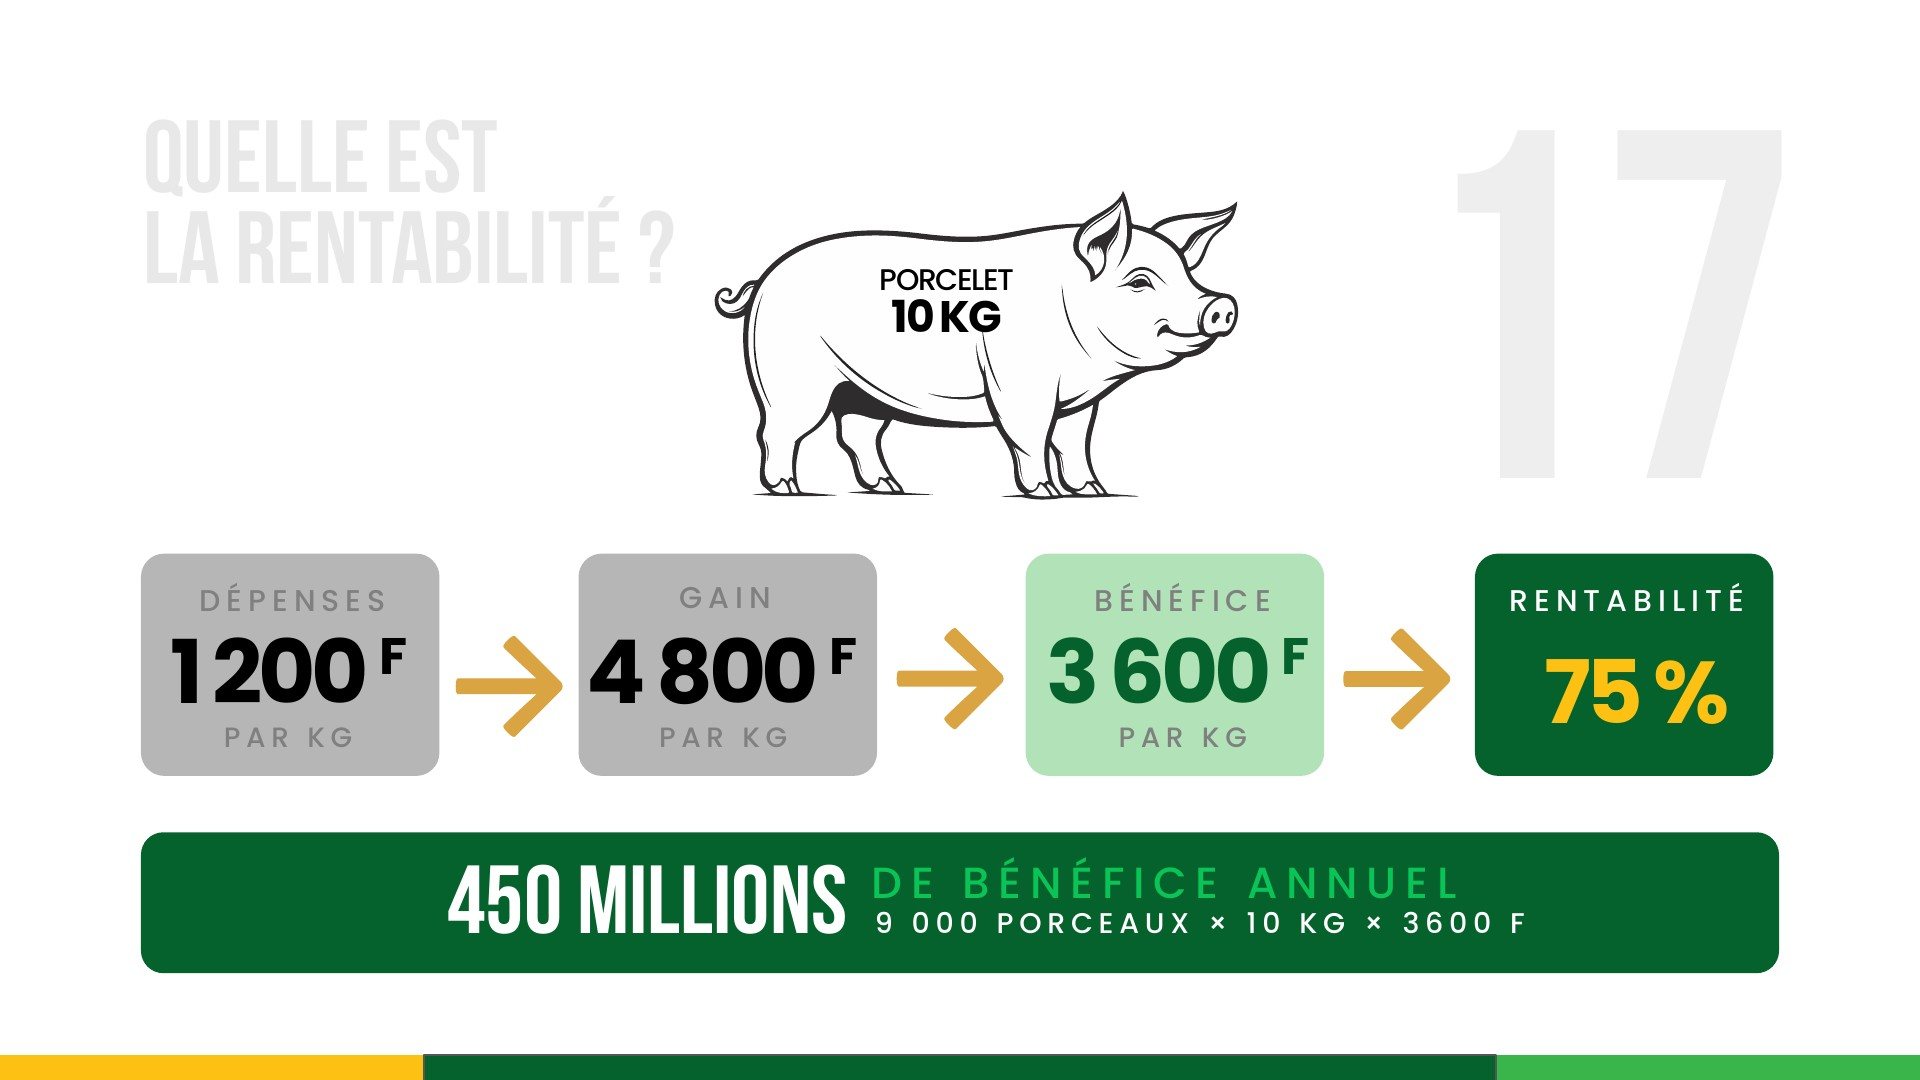 QUELLE EST
LA RENTABILITÉ ?
17
PORCELET
10 KG
DÉPENSES
1 200 F
PAR KG
GAIN
4 800 F
PAR KG
BÉNÉFICE
3 600 F
PAR KG
RENTABILITÉ
75 %
450 MILLIONS
DE BÉNÉFICE ANNUEL
9 000 PORCEAUX × 10 KG × 3600 F